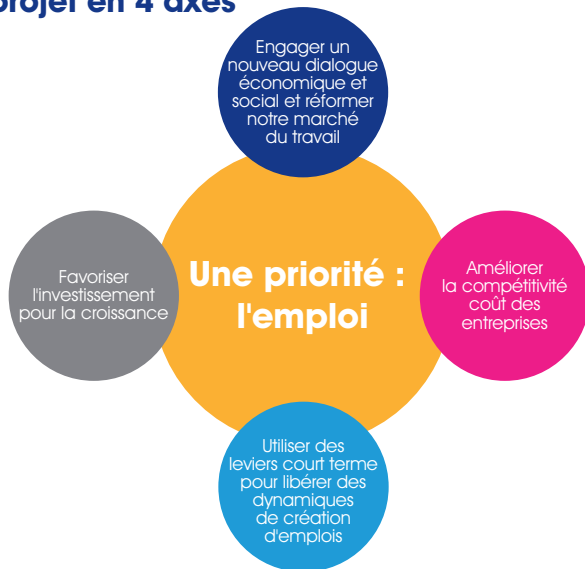 projet en 4 axes
Engager un
nouveau dialogue
économique et
social et réformer
notre marché
du travail
Favoriser
l'investissement
pour la croissance
Une priorité :
l'emploi
Améliorer
la compétitivité
coût des
entreprises
Utiliser des
leviers court terme
pour libérer des
dynamiques
de création
d'emplois